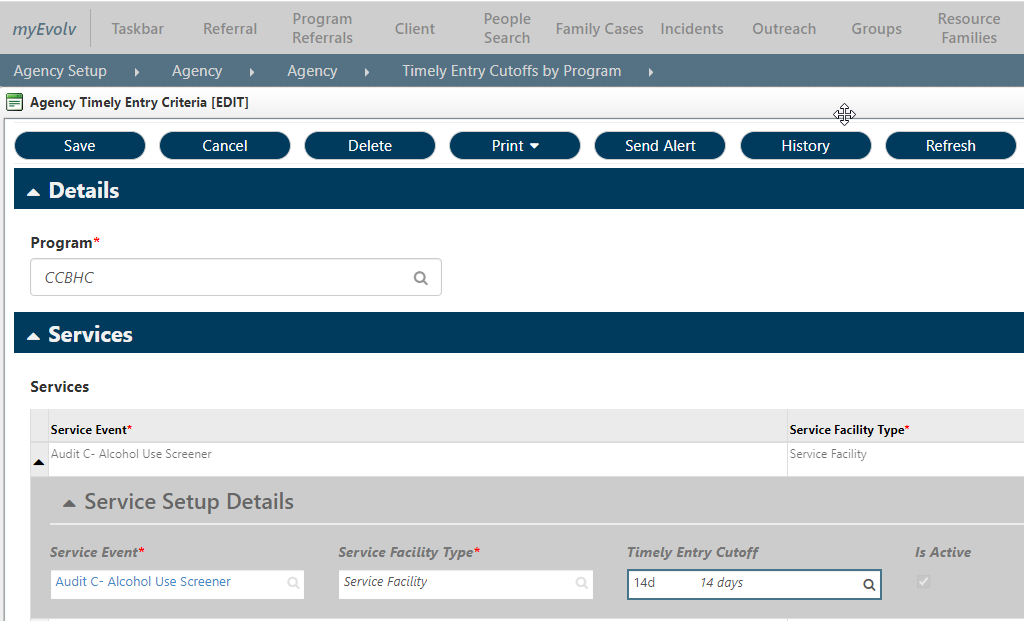 myEvolv Taskbar Referral Program Referrals Client People Search Family Cases Incidents Outreach Groups Resource Families
Agency Setup Agency Agency Timely Entry Cutoffs by Program
Agency Timely Entry Criteria [EDIT]
Save Cancel Delete Print Send Alert History Refresh
Details
Program*
CCBHC
Services
Services
Service Event* Service Facility Type*
Audit C- Alcohol Use Screener Service Facility
Service Setup Details
Service Event* Service Facility Type* Timely Entry Cutoff Is Active
Audit C- Alcohol Use Screener Service Facility 14d 14 days